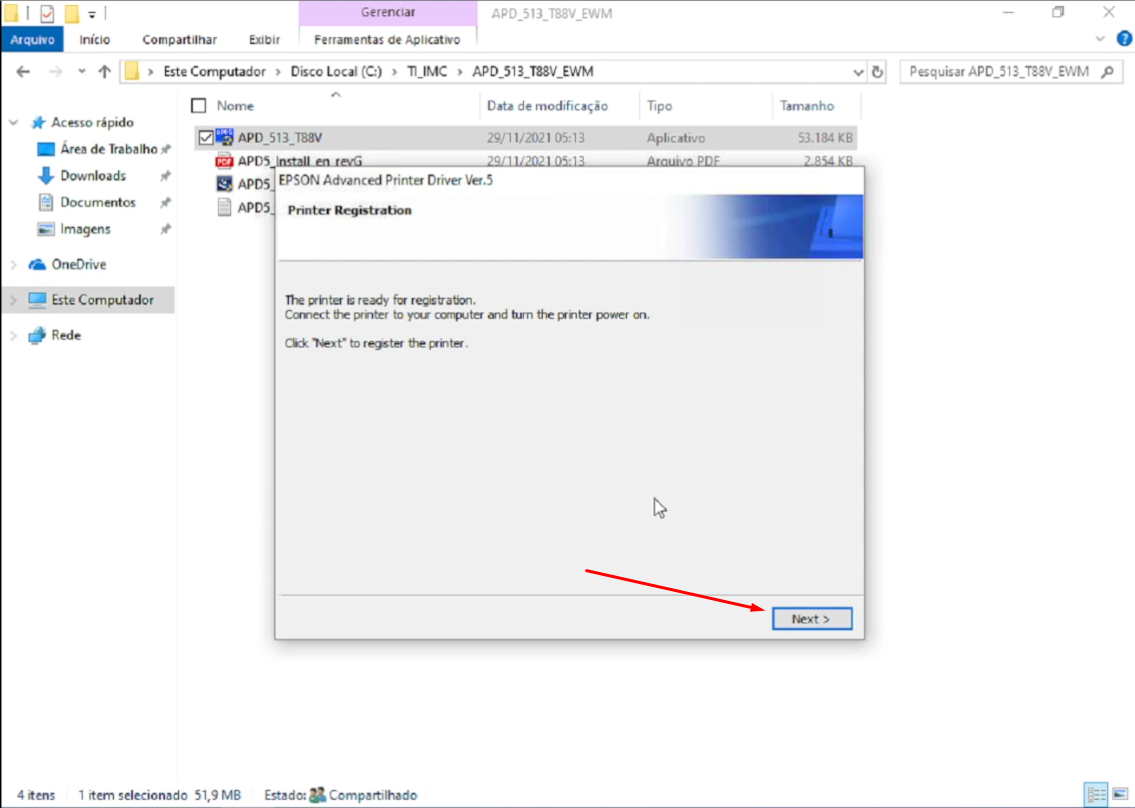 Gerenciar
APD_513_T88V_EWM
Arquivo
Início
Compartilhar
Exibir
Ferramentas de Aplicativo
Este Computador > Disco Local (C:) > TI_IMC > APD_513_T88V_EWM
Pesquisar APD_513_T88V_EWM
Nome
Data de modificação
Tipo
Tamanho
Acesso rápido
Área de Trabalho
Downloads
Documentos
Imagens
OneDrive
Este Computador
Rede
APD_513_T88V 29/11/2021 05:13 Aplicativo 53.184 KB
APD5_Install_en_revG 29/11/2021 05:13 Arquivo PDF 2.854 KB
APD5_
APD5_
EPSON Advanced Printer Driver Ver.5
Printer Registration
The printer is ready for registration.
Connect the printer to your computer and turn the printer power on.
Click "Next" to register the printer.
Next >
4 itens
1 item selecionado 51,9 MB
Estado: Compartilhado